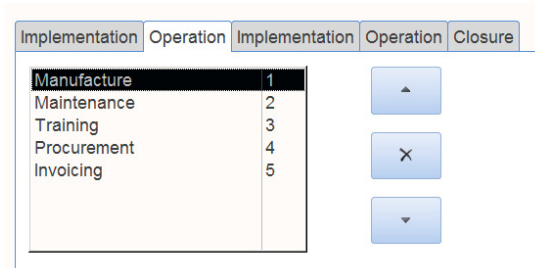 Implementation Operation Implementation Operation Closure
Manufacture 1
Maintenance 2
Training 3
Procurement 4
Invoicing 5